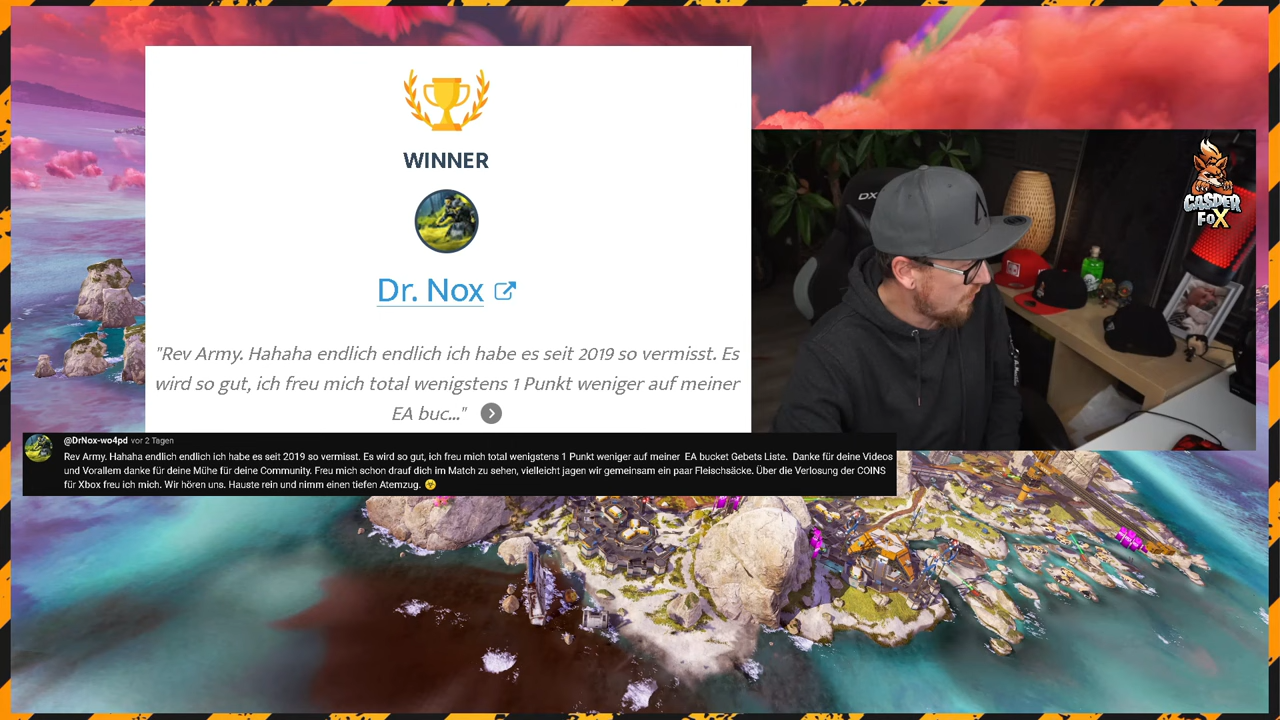 WINNER
Dr. Nox
"Rev Army. Hahaha endlich endlich ich habe es seit 2019 so vermisst. Es
wird so gut, ich freu mich total wenigstens 1 Punkt weniger auf meiner
EA buc..."
@DrNox-wo4pd vor 2 Tagen
Rev Army. Hahaha endlich endlich ich habe es seit 2019 so vermisst. Es wird so gut, ich freu mich total wenigstens 1 Punkt weniger auf meiner EA bucket Gebets Liste. Danke für deine Videos
und Vorallem danke für deine Mühe für deine Community. Freu mich schon drauf dich im Match zu sehen, vielleicht jagen wir gemeinsam ein paar Fleischsäcke. Über die Verlosung der COINS
für Xbox freu ich mich. Wir hören uns. Hauste rein und nimm einen tiefen Atemzug.
DX
CASPER
FOX